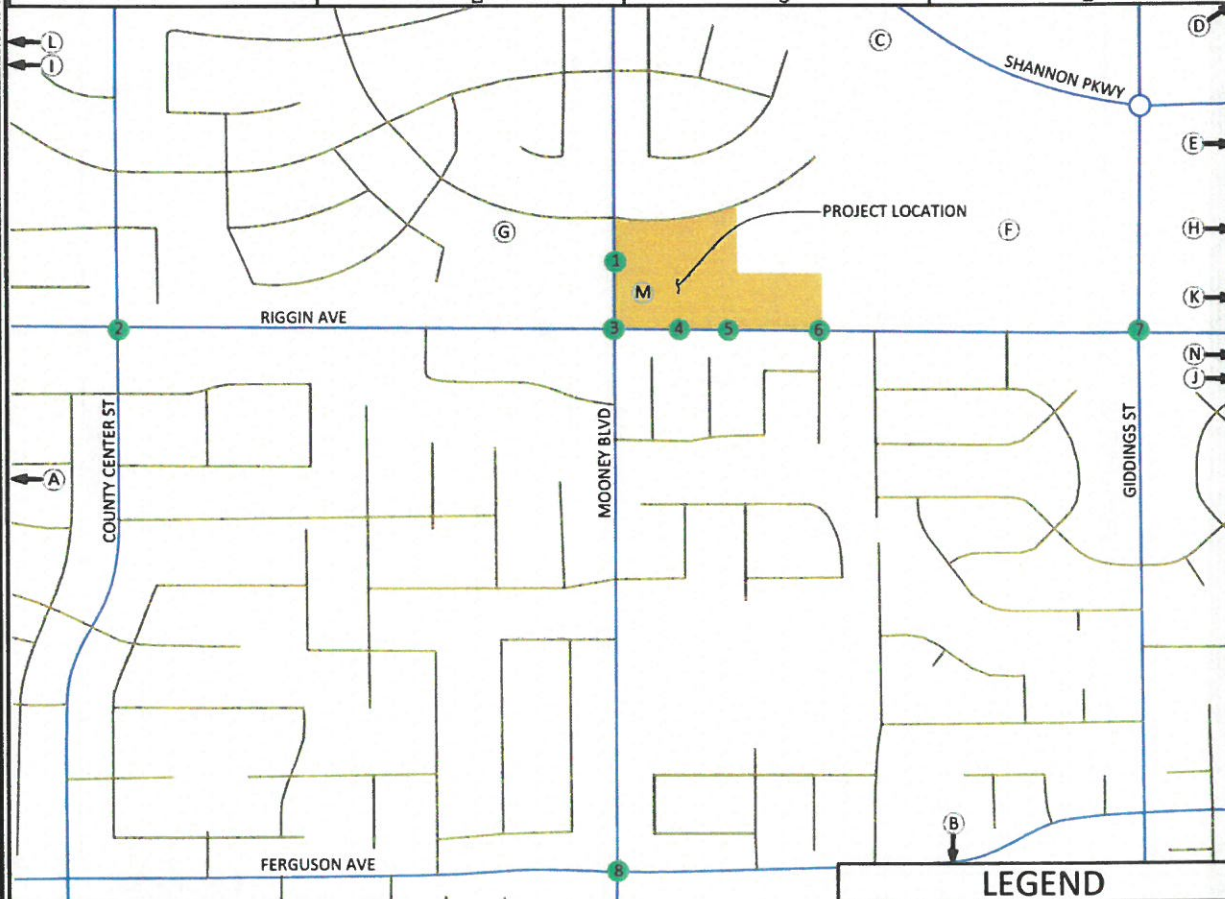 L
C
D
I
SHANNON PKWY
E
PROJECT LOCATION
G
F
H
1
M
K
RIGGIN AVE
2
3
4
5
6
7
N
J
COUNTY CENTER ST
MOONEY BLVD
GIDDINGS ST
A
B
FERGUSON AVE
8
LEGEND